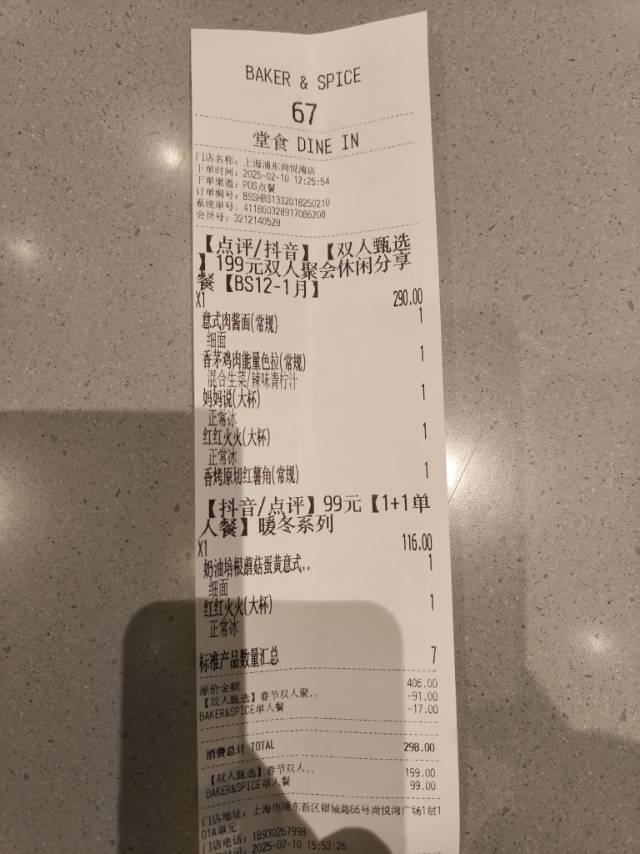 BAKER & SPICE
67
堂食 DINE IN
门店名称: 上海浦东尚悦湾店
下单时间: 2025-02-10 12:25:54
下单渠道: POS点餐
订单编号: BSSHBS1332018250210
系统单号: 411860328917086208
会员号: 3212140528
【点评/抖音】【双人甄选
】199元双人聚会休闲分享
餐【BS12-1月】
X1 290.00
意式肉酱面(常规) 1
细面
香茅鸡肉能量色拉(常规) 1
混合生菜/辣味青柠汁
妈妈说(大杯) 1
正常冰
红红火火(大杯) 1
正常冰
香烤原切红薯角(常规) 1
【抖音/点评】99元【1+1单
人餐】暖冬系列
X1 116.00
奶油培根蘑菇蛋黄意式.. 1
细面
红红火火(大杯) 1
正常冰
标准产品数量汇总 7
原价金额 406.00
【双人甄选】春节双人聚.. -91.00
BAKER&SPICE单人餐 -17.00
消费总计 TOTAL 298.00
【双人甄选】春节双人.. 199.00
BAKER&SPICE单人餐 99.00
门店地址: 上海市浦东新区银城路66号尚悦湾广场1层1
01A单元
门店电话: 18930267998
时间: 2025-02-10 15:53:26